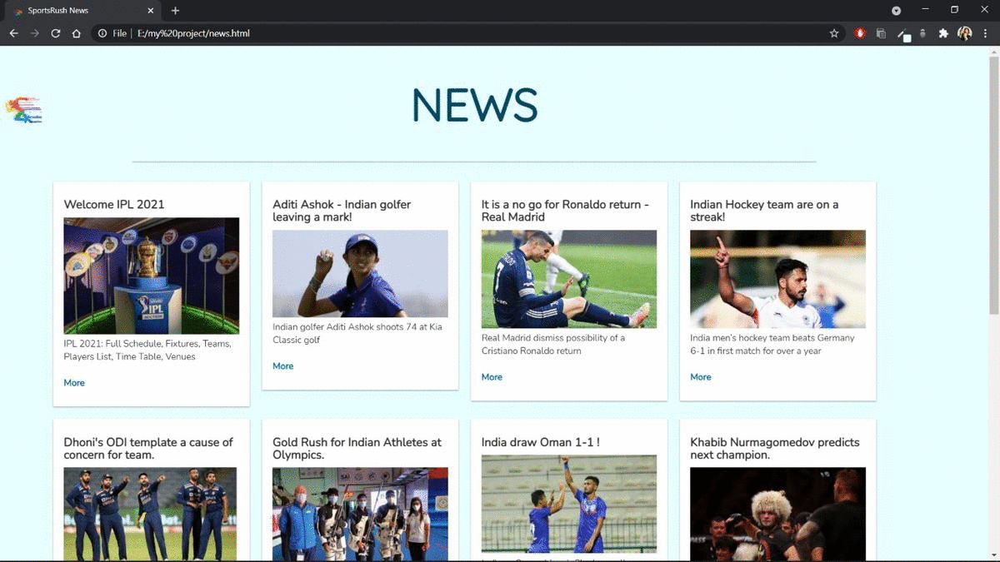 SportsRush News
File
E:/my%20project/news.html
NEWS
Welcome IPL 2021
IPL
AUCTION
IPL 2021: Full Schedule, Fixtures, Teams,
Players List, Time Table, Venues
More
Aditi Ashok - Indian golfer
leaving a mark!
Indian golfer Aditi Ashok shoots 74 at Kia
Classic golf
More
It is a no go for Ronaldo return -
Real Madrid
7
Real Madrid dismiss possibility of a
Cristiano Ronaldo return
More
Indian Hockey team are on a
streak!
India men's hockey team beats Germany
6-1 in first match for over a year
More
Dhoni's ODI template a cause of
concern for team.
Gold Rush for Indian Athletes at
Olympics.
India draw Oman 1-1 !
Khabib Nurmagomedov predicts
next champion.